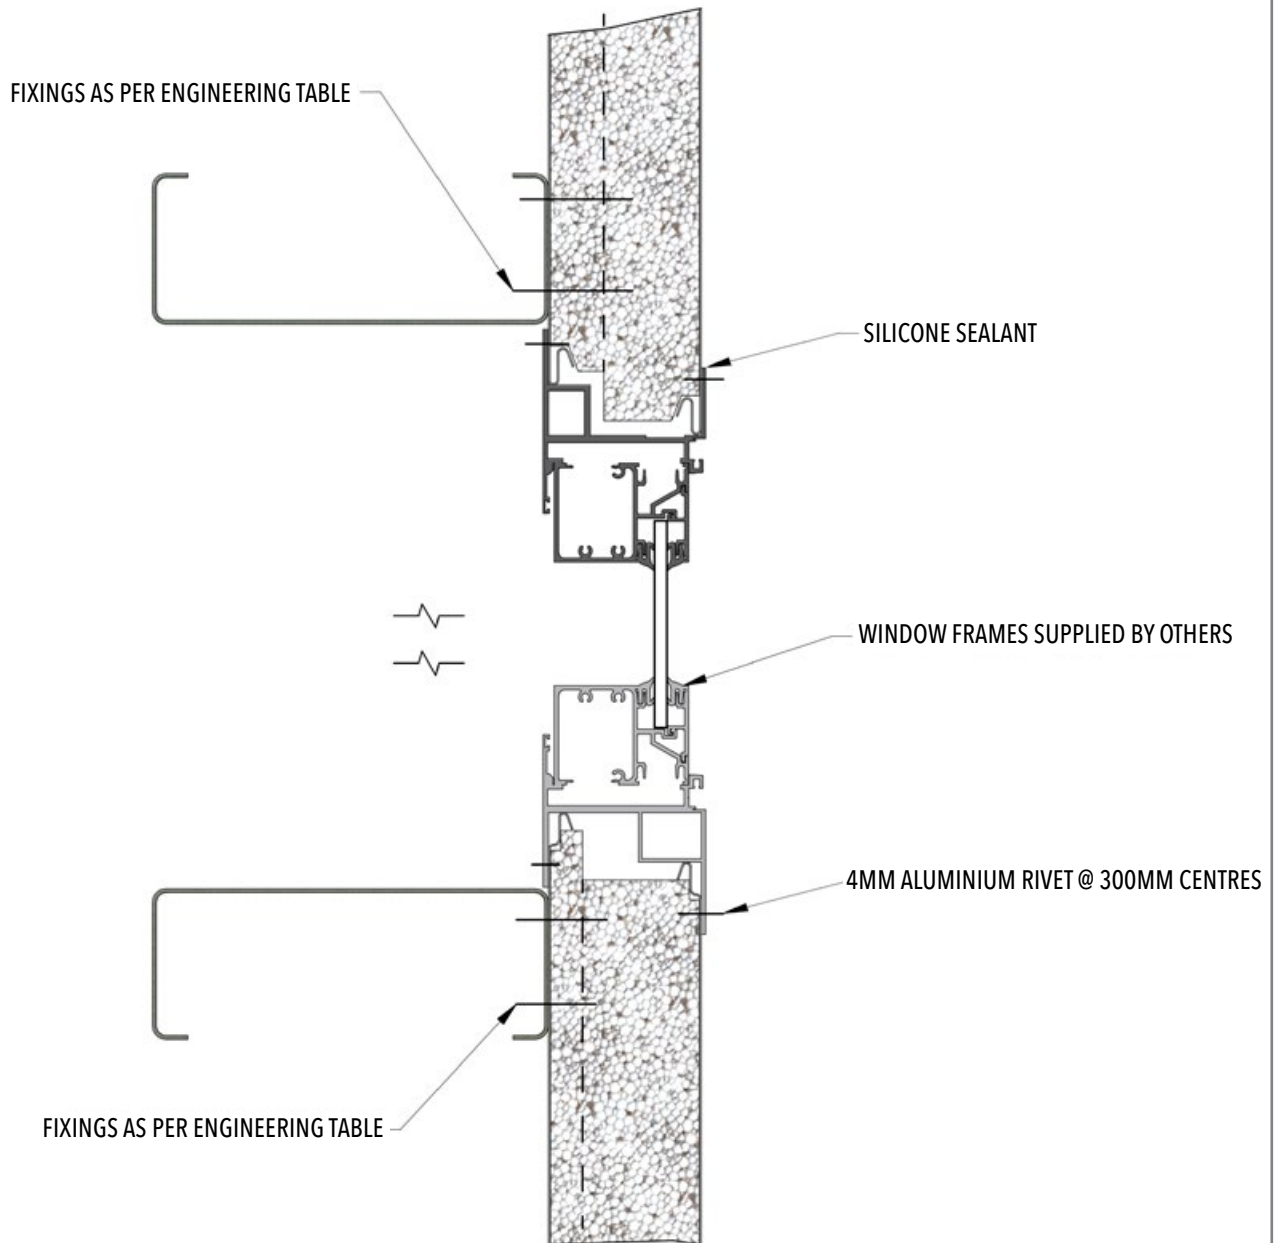 FIXINGS AS PER ENGINEERING TABLE
SILICONE SEALANT
WINDOW FRAMES SUPPLIED BY OTHERS
4MM ALUMINIUM RIVET @ 300MM CENTRES
FIXINGS AS PER ENGINEERING TABLE